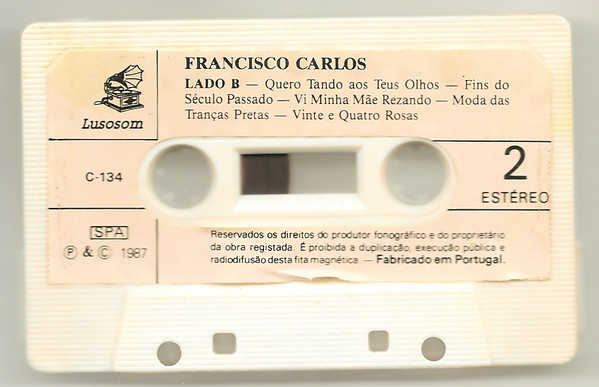 FRANCISCO CARLOS
LADO B — Quero Tando aos Teus Olhos — Fins do
Século Passado — Vi Minha Mãe Rezando — Moda das
Tranças Pretas — Vinte e Quatro Rosas
Lusosom
C-134
2
ESTÉREO
SPA
Ⓟ & © 1987
Reservados os direitos do produtor fonográfico e do proprietário
da obra registada. É proibida a duplicação, execução pública e
radiodifusão desta fita magnética. — Fabricado em Portugal.